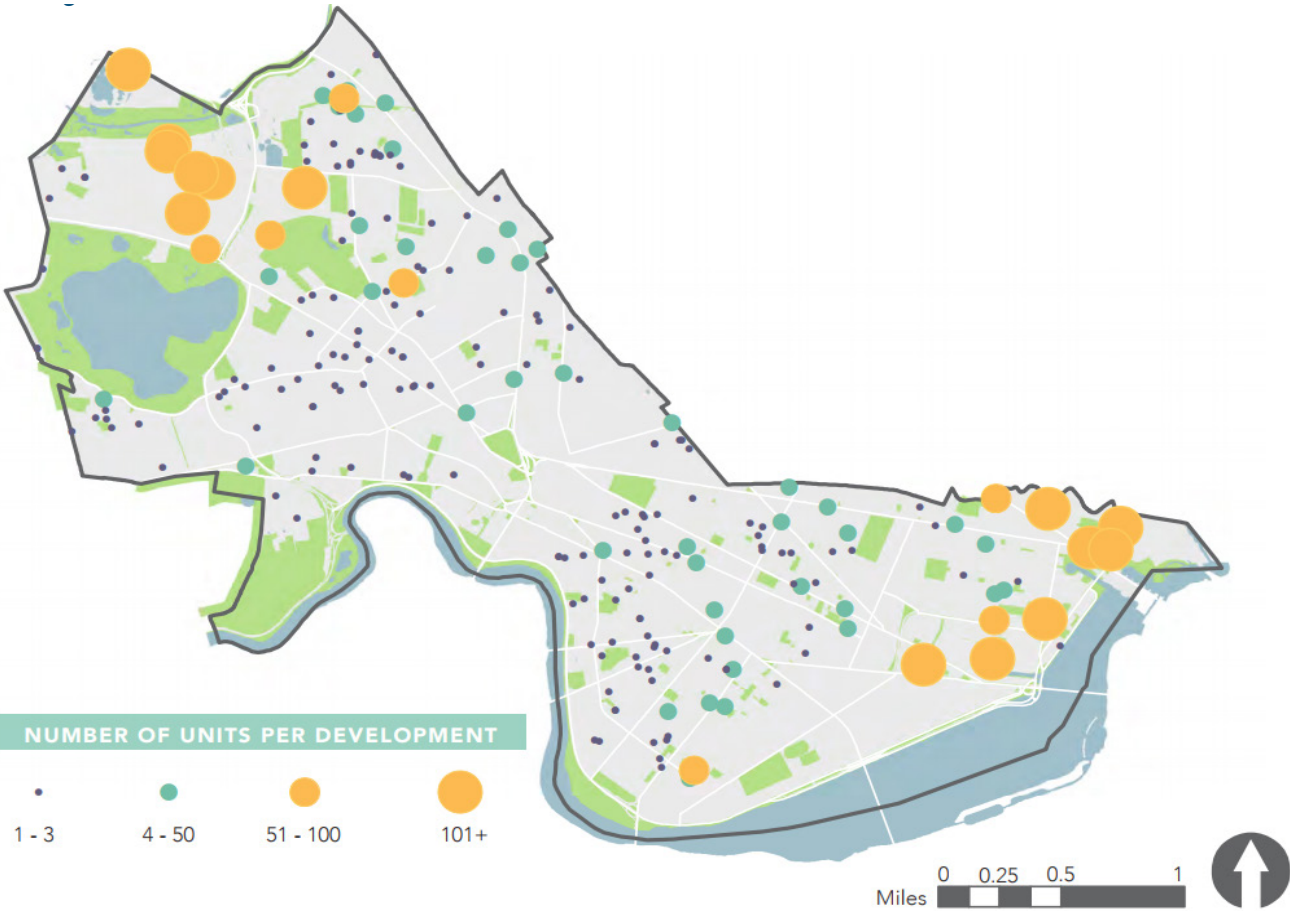 NUMBER OF UNITS PER DEVELOPMENT
1 - 3 4 - 50 51 - 100 101+
0 0.25 0.5 1
Miles